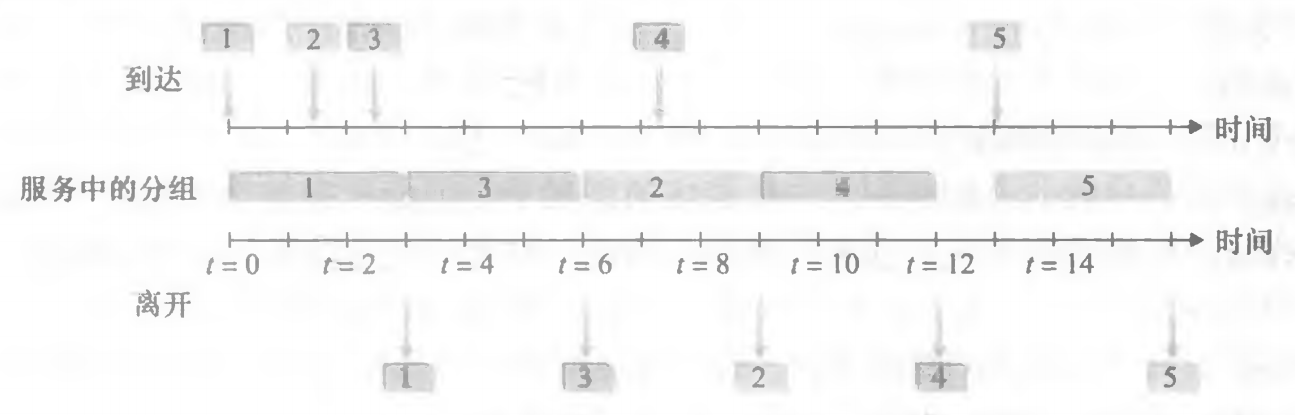 1 2 3 4 5
到达
时间
服务中的分组 1 3 2 4 5
时间
t = 0 t = 2 t = 4 t = 6 t = 8 t = 10 t = 12 t = 14
离开
1 3 2 4 5